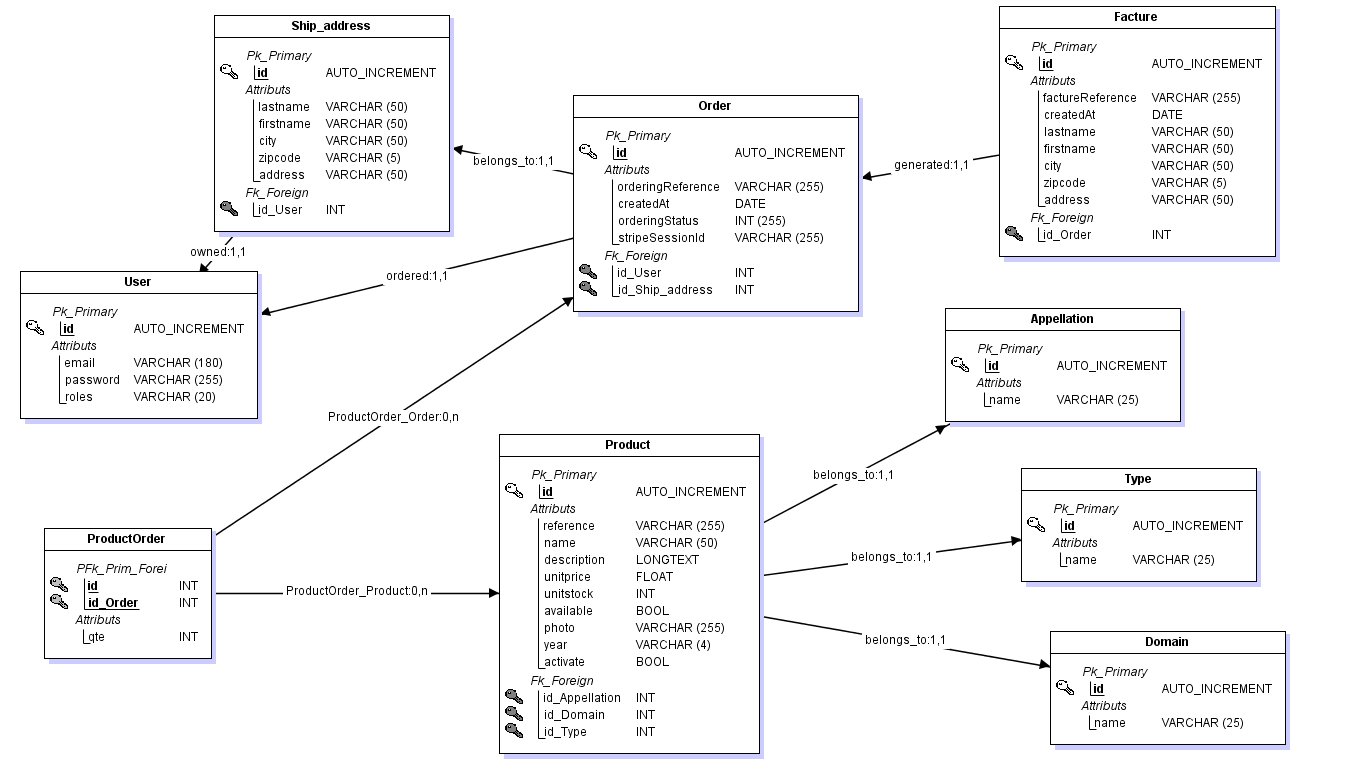 Ship_address
Pk_Primary
id AUTO_INCREMENT
Attributs
lastname VARCHAR (50)
firstname VARCHAR (50)
city VARCHAR (50)
zipcode VARCHAR (5)
address VARCHAR (50)
Fk_Foreign
id_User INT
Order
Pk_Primary
id AUTO_INCREMENT
Attributs
orderingReference VARCHAR (255)
createdAt DATE
orderingStatus INT (255)
stripeSessionId VARCHAR (255)
Fk_Foreign
id_User INT
id_Ship_address INT
Facture
Pk_Primary
id AUTO_INCREMENT
Attributs
factureReference VARCHAR (255)
createdAt DATE
lastname VARCHAR (50)
firstname VARCHAR (50)
city VARCHAR (50)
zipcode VARCHAR (5)
address VARCHAR (50)
Fk_Foreign
id_Order INT
belongs_to:1,1
generated:1,1
owned:1,1
ordered:1,1
User
Pk_Primary
id AUTO_INCREMENT
Attributs
email VARCHAR (180)
password VARCHAR (255)
roles VARCHAR (20)
Appellation
Pk_Primary
id AUTO_INCREMENT
Attributs
name VARCHAR (25)
ProductOrder_Order:0,n
Product
Pk_Primary
id AUTO_INCREMENT
Attributs
reference VARCHAR (255)
name VARCHAR (50)
description LONGTEXT
unitprice FLOAT
unitstock INT
available BOOL
photo VARCHAR (255)
year VARCHAR (4)
activate BOOL
Fk_Foreign
id_Appellation INT
id_Domain INT
id_Type INT
belongs_to:1,1
Type
Pk_Primary
id AUTO_INCREMENT
Attributs
name VARCHAR (25)
belongs_to:1,1
ProductOrder
PFk_Prim_Forei
id INT
id_Order INT
Attributs
qte INT
ProductOrder_Product:0,n
belongs_to:1,1
Domain
Pk_Primary
id AUTO_INCREMENT
Attributs
name VARCHAR (25)